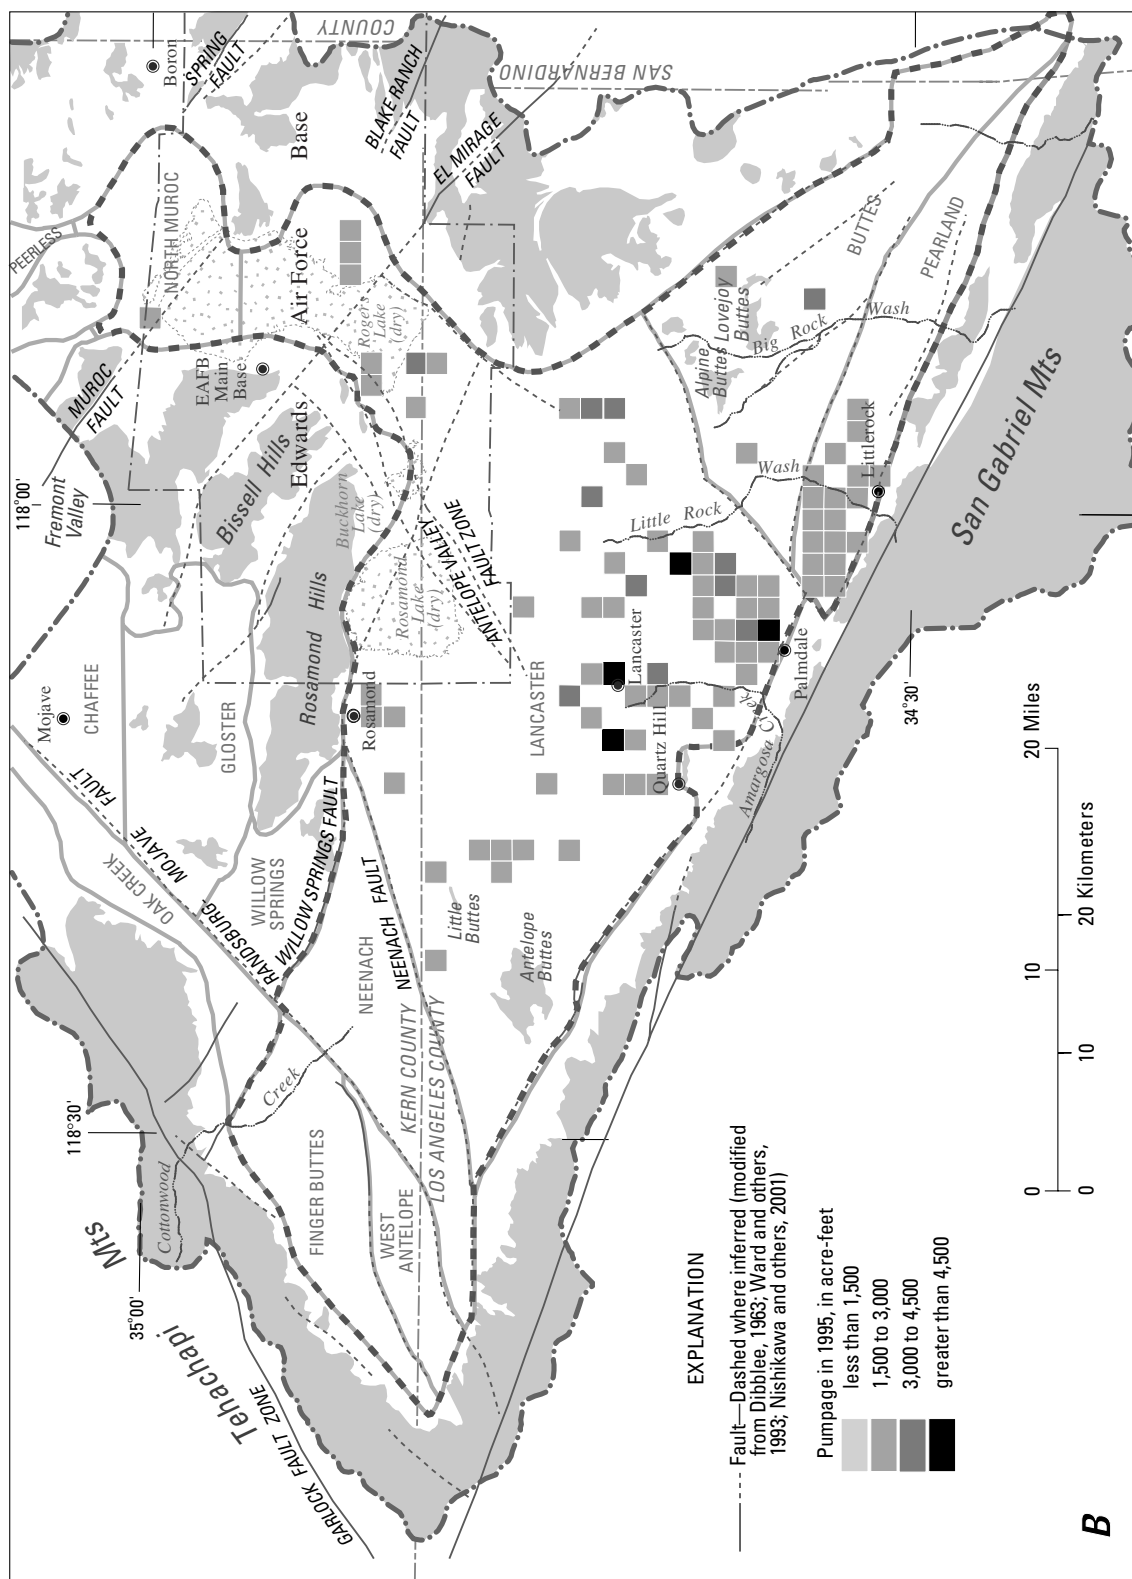 118°30'
118°00'
35°00'
34°30'
Tehachapi
Mts
GARLOCK FAULT ZONE
Cottonwood
Creek
FINGER BUTTES
WEST
ANTELOPE
NEENACH
OAK CREEK
RANDSBURG-
MOJAVE
FAULT
WILLOW
SPRINGS
WILLOW SPRINGS FAULT
NEENACH
FAULT
KERN COUNTY
LOS ANGELES COUNTY
Mojave
CHAFFEE
GLOSTER
Rosamond
Hills
Rosamond
Fremont
Valley
Bissell Hills
MUROC
FAULT
EAFB
Main
Base
Edwards
Air Force
Base
PEERLESS
NORTH MUROC
Boron
SPRING
FAULT
COUNTY
SAN BERNARDINO
BLAKE RANCH
FAULT
EL MIRAGE
FAULT
Rogers
Lake
(dry)
Buckhorn
Lake
(dry)
Rosamond
Lake
(dry)
ANTELOPE VALLEY
FAULT ZONE
Little
Buttes
Antelope
Buttes
LANCASTER
Lancaster
Quartz Hill
Amargosa Creek
Palmdale
Little Rock
Wash
Littlerock
Alpine
Buttes
Lovejoy
Buttes
Big Rock
Wash
BUTTES
PEARLAND
San Gabriel Mts
EXPLANATION
Fault—Dashed where inferred (modified
from Dibblee, 1963; Ward and others,
1993; Nishikawa and others, 2001)
Pumpage in 1995, in acre-feet
less than 1,500
1,500 to 3,000
3,000 to 4,500
greater than 4,500
0 10 20 Miles
0 10 20 Kilometers
B